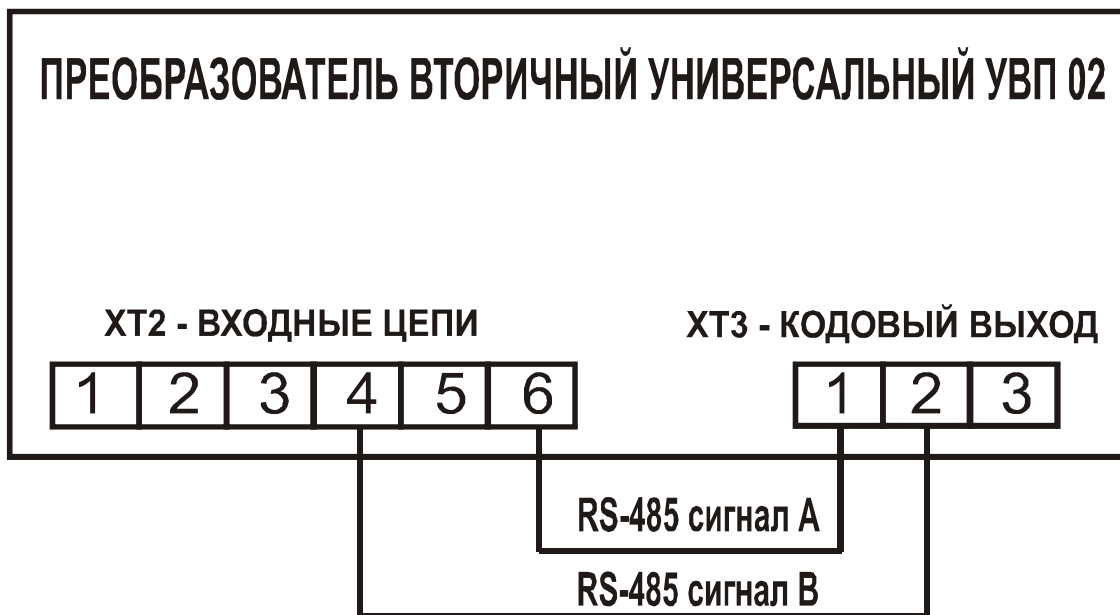 ПРЕОБРАЗОВАТЕЛЬ ВТОРИЧНЫЙ УНИВЕРСАЛЬНЫЙ УВП 02
ХТ2 - ВХОДНЫЕ ЦЕПИ
ХТ3 - КОДОВЫЙ ВЫХОД
1 2 3 4 5 6
1 2 3
RS-485 сигнал А
RS-485 сигнал В